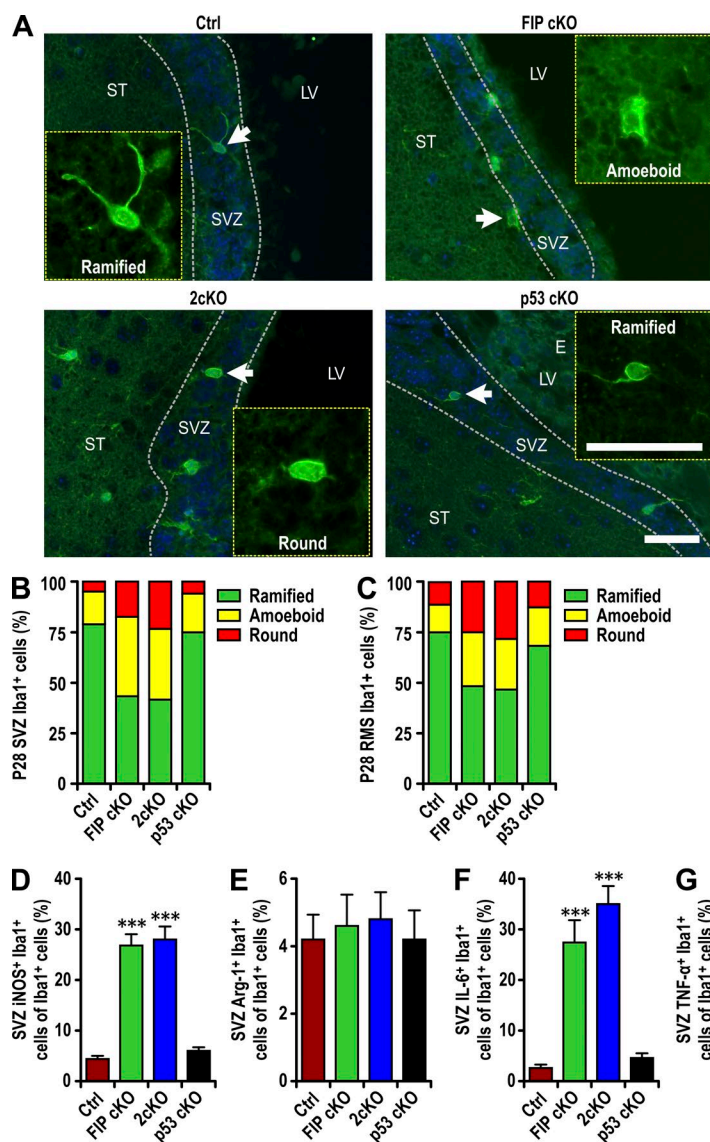 A
Ctrl
FIP cKO
ST
LV
SVZ
Ramified
LV
ST
SVZ
Amoeboid
2cKO
p53 cKO
LV
ST
SVZ
Round
E
LV
SVZ
ST
Ramified
B
P28 SVZ Iba1+ cells (%)
100
75
50
25
0
Ctrl
FIP cKO
2cKO
p53 cKO
Ramified
Amoeboid
Round
C
P28 RMS Iba1+ cells (%)
100
75
50
25
0
Ctrl
FIP cKO
2cKO
p53 cKO
Ramified
Amoeboid
Round
D
SVZ iNOS+ Iba1+
cells of Iba1+ cells (%)
40
30
20
10
0
***
***
Ctrl
FIP cKO
2cKO
p53 cKO
E
SVZ Arg-1+ Iba1+
cells of Iba1+ cells (%)
6
4
2
0
Ctrl
FIP cKO
2cKO
p53 cKO
F
SVZ IL-6+ Iba1+
cells of Iba1+ cells (%)
40
30
20
10
0
***
***
Ctrl
FIP cKO
2cKO
p53 cKO
G
SVZ TNF-α+ Iba1+
cells of Iba1+ cells (%)